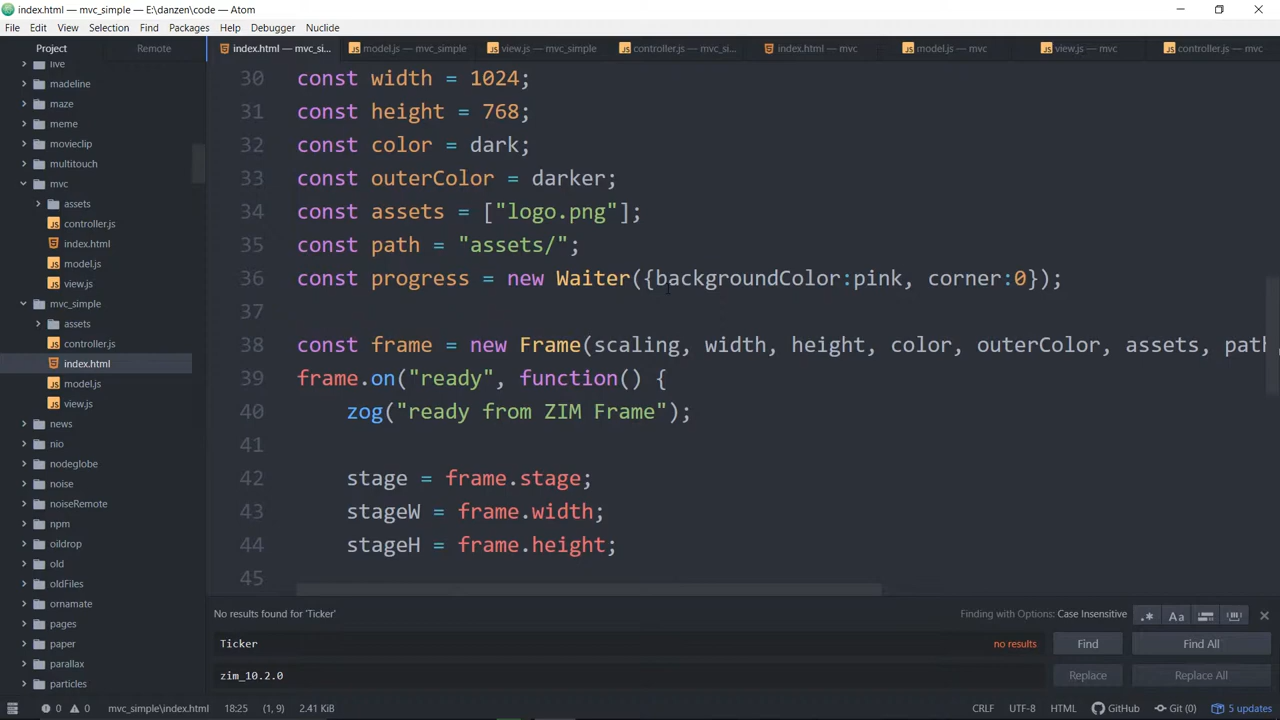 index.html — mvc_simple — E:\danzen\code — Atom
File Edit View Selection Find Packages Help Debugger Nuclide
Project Remote
index.html — mvc_si... model.js — mvc_simple view.js — mvc_simple controller.js — mvc_si... index.html — mvc model.js — mvc view.js — mvc controller.js — mvc
live
madeline
maze
meme
movieclip
multitouch
mvc
assets
controller.js
index.html
model.js
view.js
mvc_simple
assets
controller.js
index.html
model.js
view.js
news
nio
nodeglobe
noise
noiseRemote
npm
oildrop
old
oldFiles
ornamate
pages
paper
parallax
particles
30 const width = 1024;
31 const height = 768;
32 const color = dark;
33 const outerColor = darker;
34 const assets = ["logo.png"];
35 const path = "assets/";
36 const progress = new Waiter({backgroundColor:pink, corner:0});
37
38 const frame = new Frame(scaling, width, height, color, outerColor, assets, path
39 frame.on("ready", function() {
40 zog("ready from ZIM Frame");
41
42 stage = frame.stage;
43 stageW = frame.width;
44 stageH = frame.height;
45
No results found for 'Ticker' Finding with Options: Case Insensitive .* Aa
Ticker no results Find Find All
zim_10.2.0 Replace Replace All
0 0 mvc_simple\index.html 18:25 (1, 9) 2.41 KiB CRLF UTF-8 HTML GitHub Git (0) 5 updates